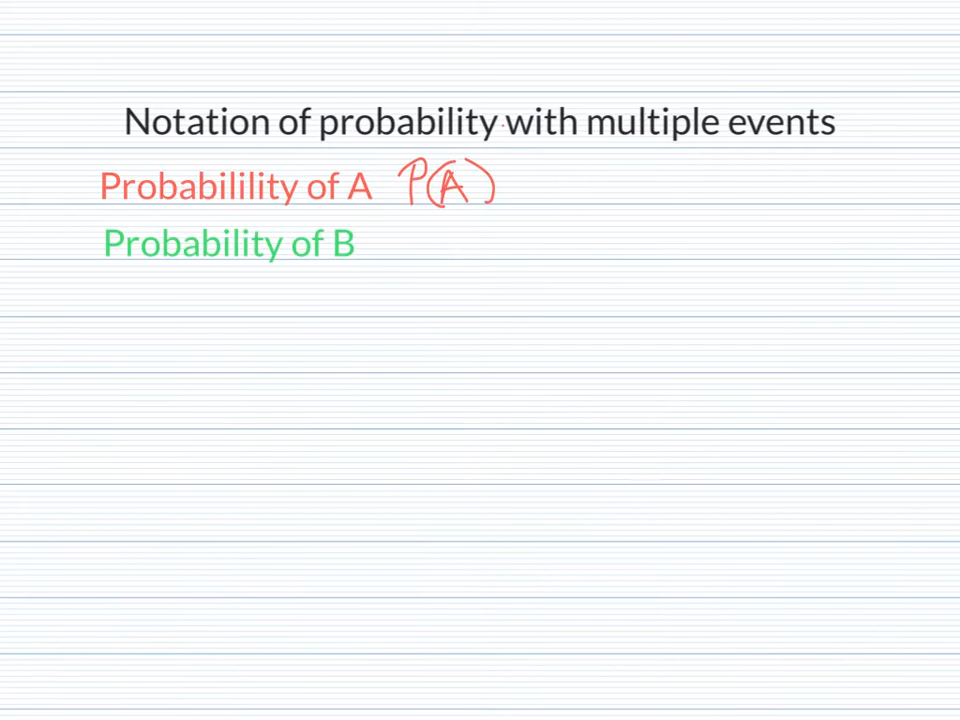 Notation of probability with multiple events
Probabilility of A P(A)
Probability of B